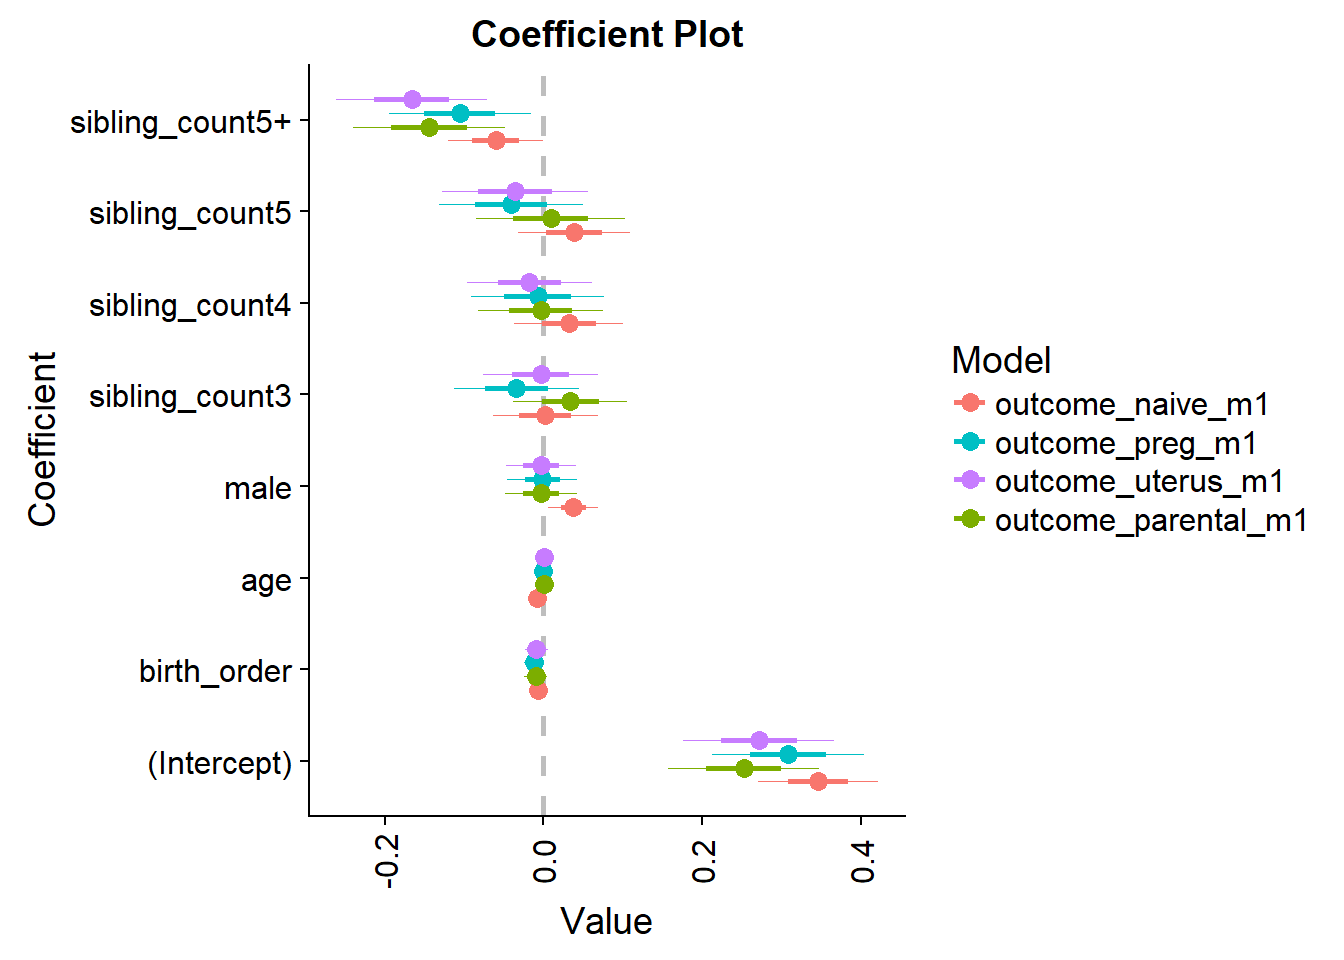 Coefficient Plot
sibling_count5+
sibling_count5
sibling_count4
sibling_count3
male
age
birth_order
(Intercept)
Coefficient
-0.2
0.0
0.2
0.4
Value
Model
outcome_naive_m1
outcome_preg_m1
outcome_uterus_m1
outcome_parental_m1